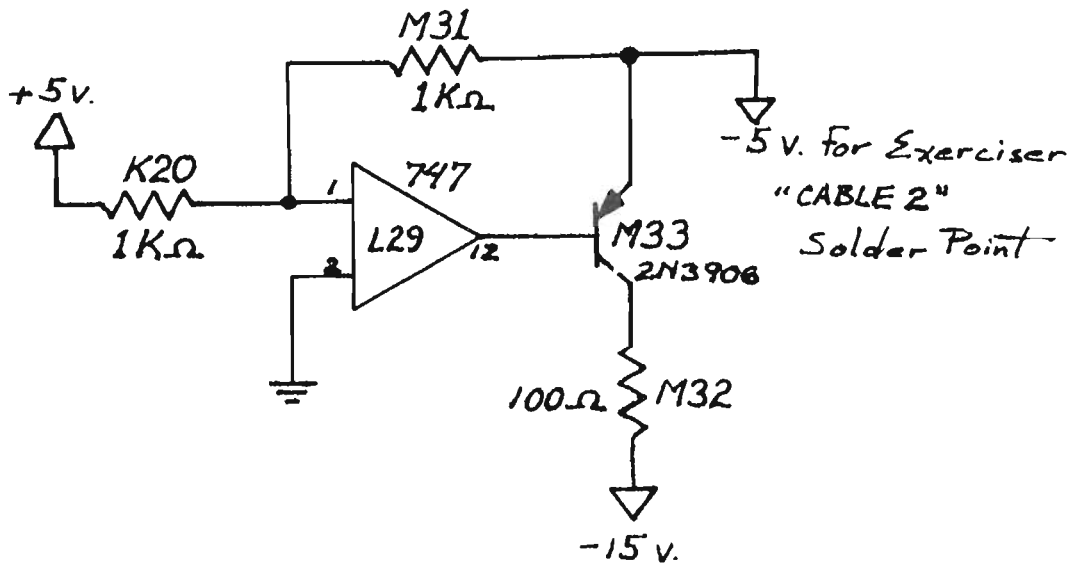 M31
1KΩ
+5v.
K20
1KΩ
1
747
L29
2
12
M33
2N3906
-5 v. for Exerciser
"CABLE 2"
Solder Point
100Ω
M32
-15 v.